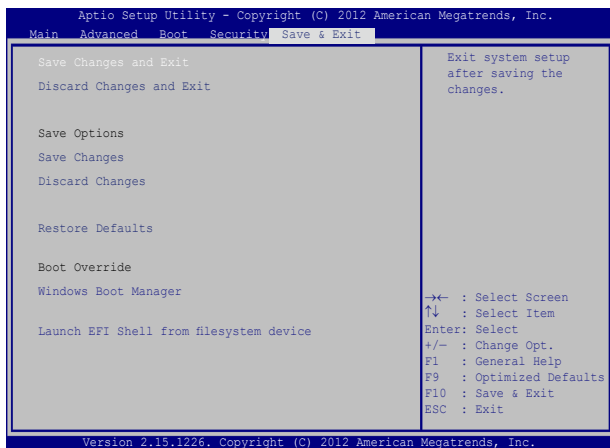 Aptio Setup Utility - Copyright (C) 2012 American Megatrends, Inc.
Main Advanced Boot Security Save & Exit
Save Changes and Exit
Discard Changes and Exit
Save Options
Save Changes
Discard Changes
Restore Defaults
Boot Override
Windows Boot Manager
Launch EFI Shell from filesystem device
Exit system setup
after saving the
changes.
→← : Select Screen
↑↓ : Select Item
Enter: Select
+/— : Change Opt.
F1 : General Help
F9 : Optimized Defaults
F10 : Save & Exit
ESC : Exit
Version 2.15.1226. Copyright (C) 2012 American Megatrends, Inc.